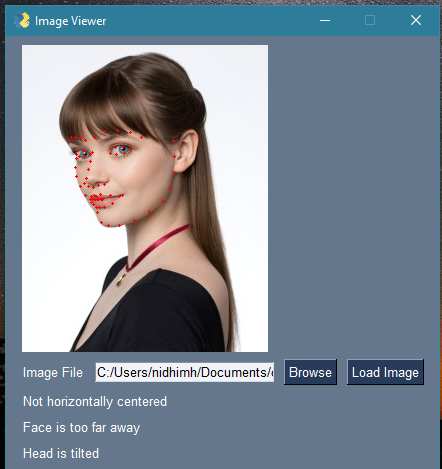 Image Viewer
Image File C:/Users/nidhimh/Documents/ Browse Load Image
Not horizontally centered
Face is too far away
Head is tilted